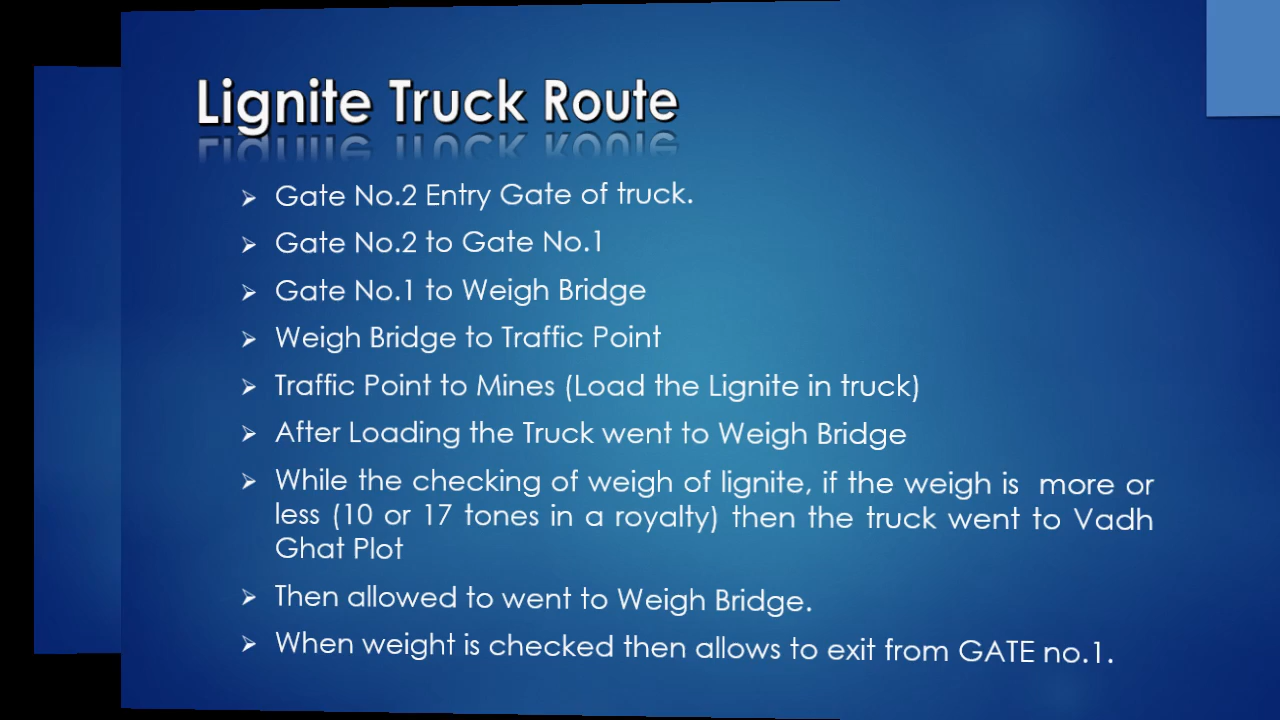 Lignite Truck Route
Gate No.2 Entry Gate of truck.
Gate No.2 to Gate No.1
Gate No.1 to Weigh Bridge
Weigh Bridge to Traffic Point
Traffic Point to Mines (Load the Lignite in truck)
After Loading the Truck went to Weigh Bridge
While the checking of weigh of lignite, if the weigh is more or
less (10 or 17 tones in a royalty) then the truck went to Vadh
Ghat Plot
Then allowed to went to Weigh Bridge.
When weight is checked then allows to exit from GATE no.1.